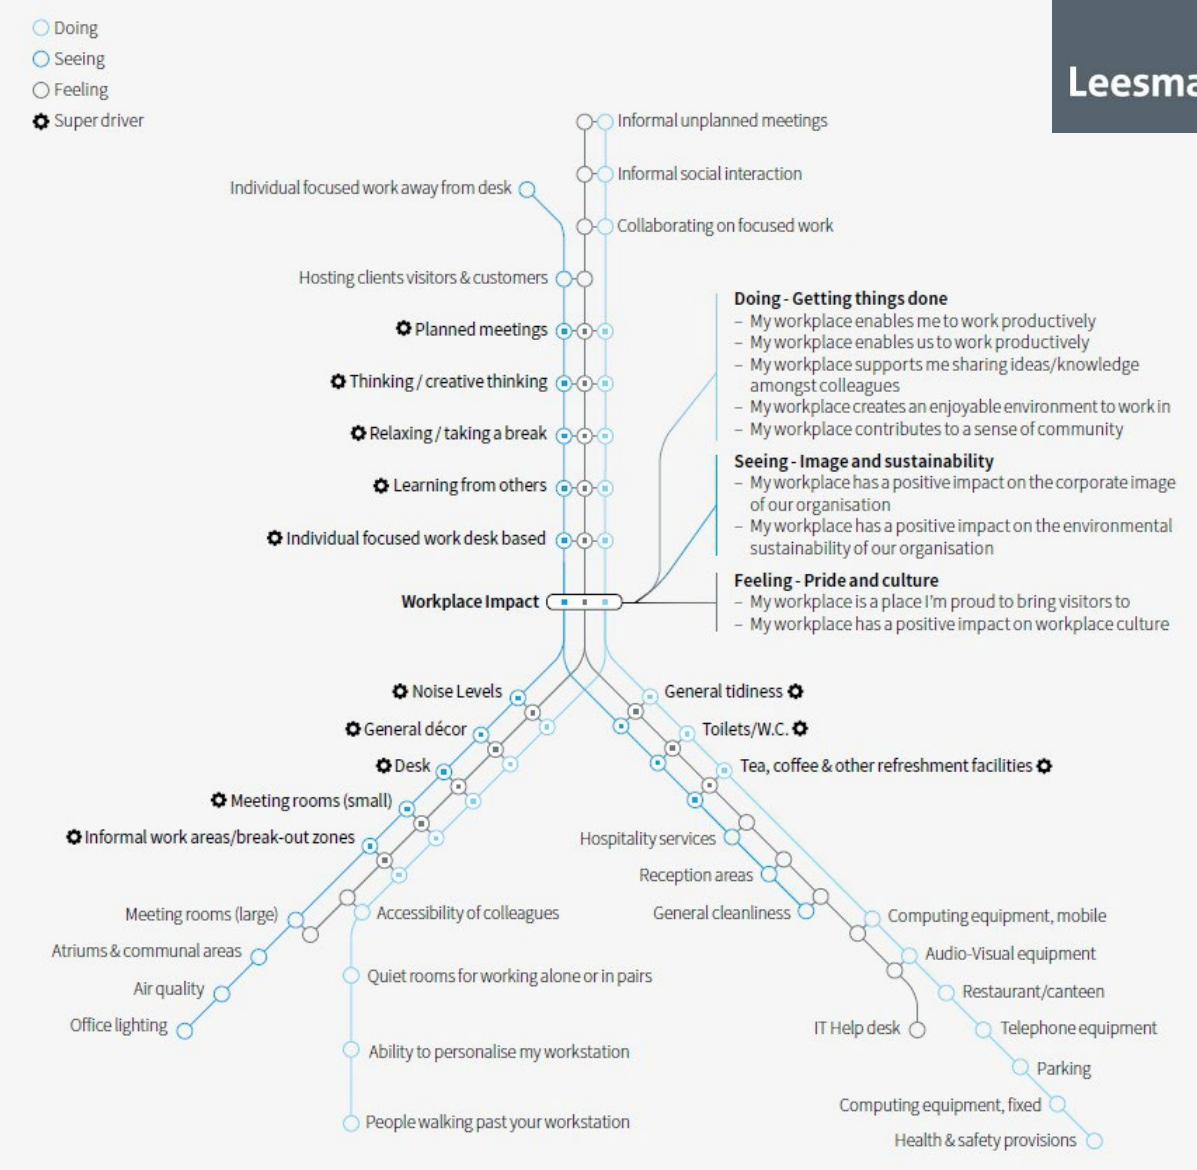 Doing
Seeing
Feeling
Super driver
Leesma
Informal unplanned meetings
Informal social interaction
Individual focused work away from desk
Collaborating on focused work
Hosting clients visitors & customers
Planned meetings
Thinking / creative thinking
Relaxing / taking a break
Learning from others
Individual focused work desk based
Workplace Impact
Doing - Getting things done
– My workplace enables me to work productively
– My workplace enables us to work productively
– My workplace supports me sharing ideas/knowledge
amongst colleagues
– My workplace creates an enjoyable environment to work in
– My workplace contributes to a sense of community
Seeing - Image and sustainability
– My workplace has a positive impact on the corporate image
of our organisation
– My workplace has a positive impact on the environmental
sustainability of our organisation
Feeling - Pride and culture
– My workplace is a place I'm proud to bring visitors to
– My workplace has a positive impact on workplace culture
Noise Levels
General décor
Desk
Meeting rooms (small)
Informal work areas/break-out zones
Meeting rooms (large)
Atriums & communal areas
Air quality
Office lighting
Accessibility of colleagues
Quiet rooms for working alone or in pairs
Ability to personalise my workstation
People walking past your workstation
General tidiness
Toilets/W.C.
Tea, coffee & other refreshment facilities
Hospitality services
Reception areas
General cleanliness
IT Help desk
Computing equipment, mobile
Audio-Visual equipment
Restaurant/canteen
Telephone equipment
Parking
Computing equipment, fixed
Health & safety provisions